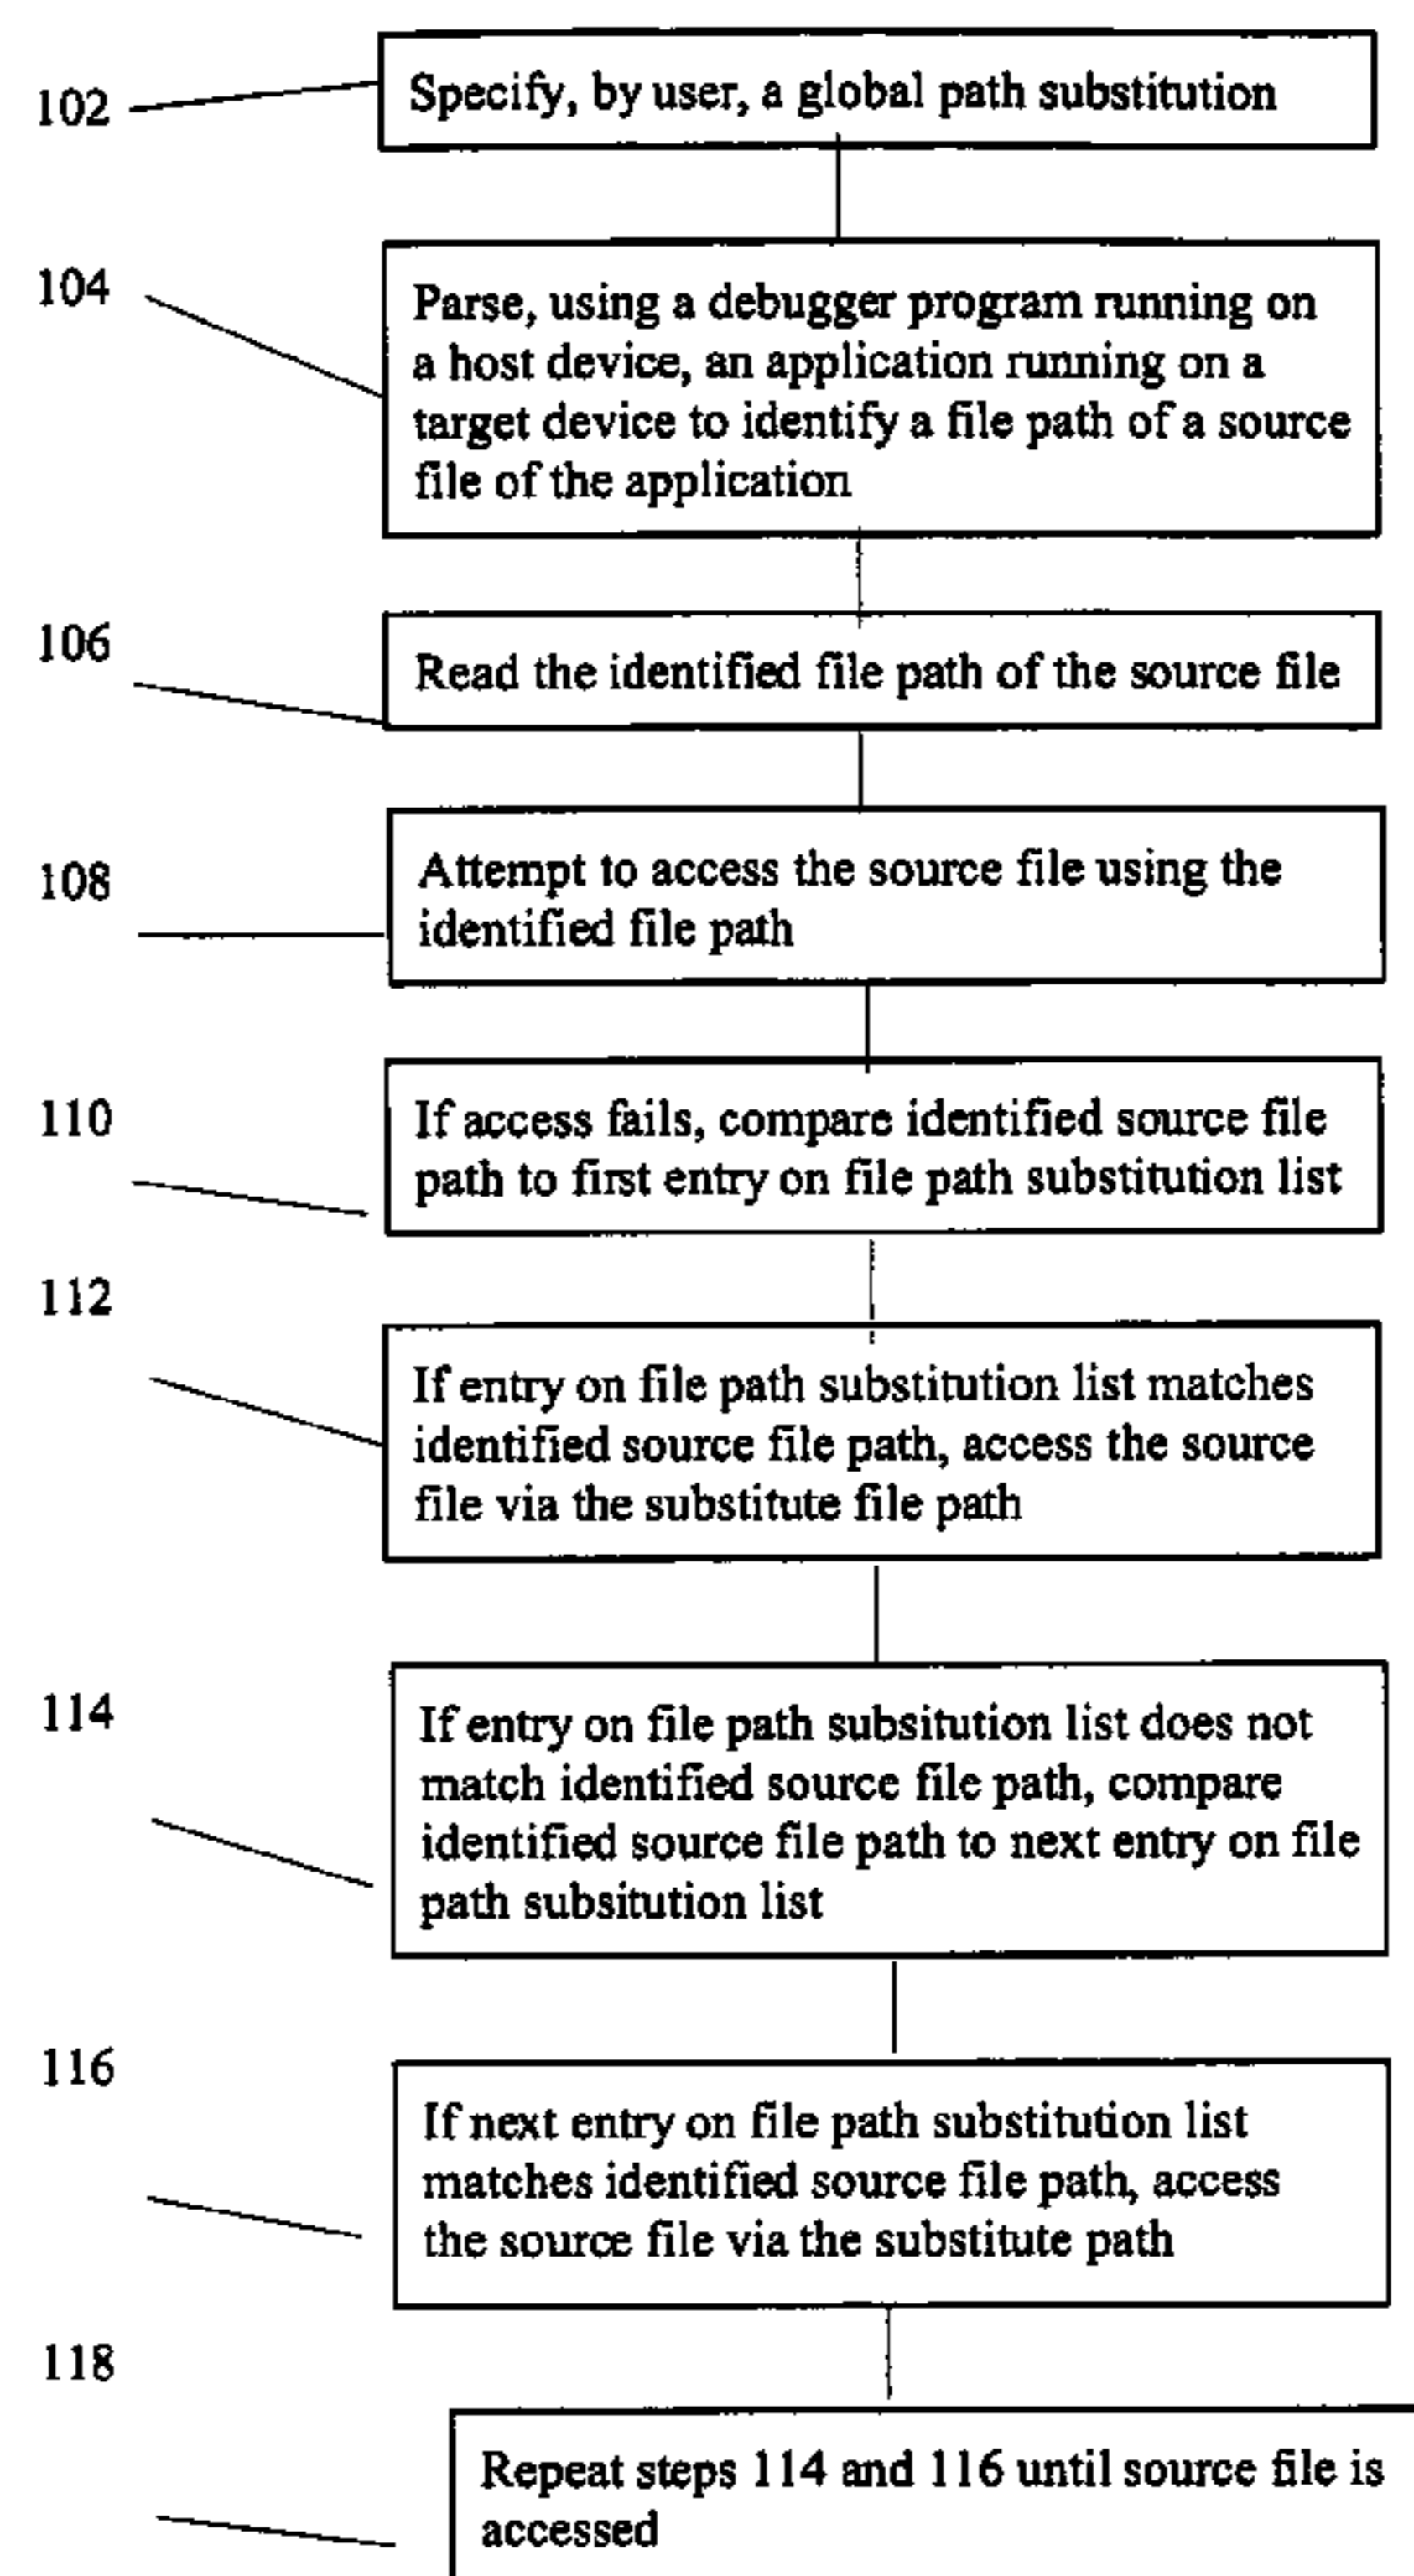 102
Specify, by user, a global path substitution
104
Parse, using a debugger program running on
a host device, an application running on a
target device to identify a file path of a source
file of the application
106
Read the identified file path of the source file
108
Attempt to access the source file using the
identified file path
110
If access fails, compare identified source file
path to first entry on file path substitution list
112
If entry on file path substitution list matches
identified source file path, access the source
file via the substitute file path
114
If entry on file path subsitution list does not
match identified source file path, compare
identified source file path to next entry on file
path subsitution list
116
If next entry on file path substitution list
matches identified source file path, access
the source file via the substitute path
118
Repeat steps 114 and 116 until source file is
accessed